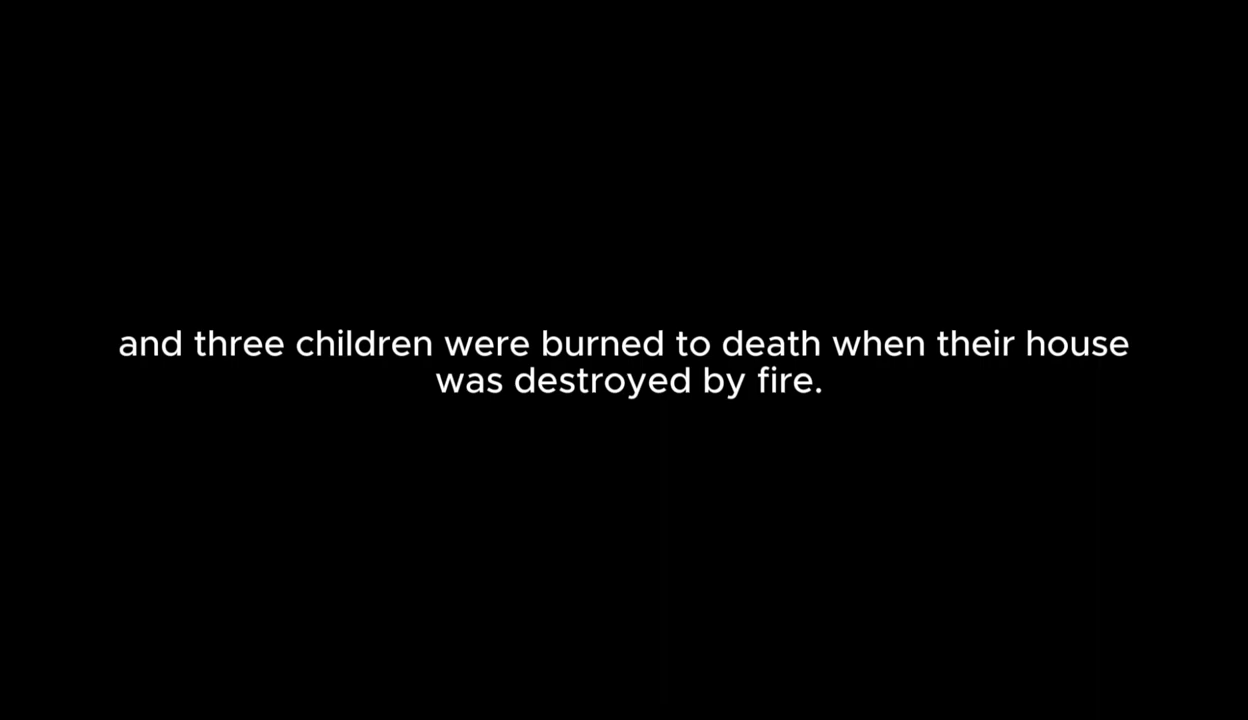 and three children were burned to death when their house
was destroyed by fire.